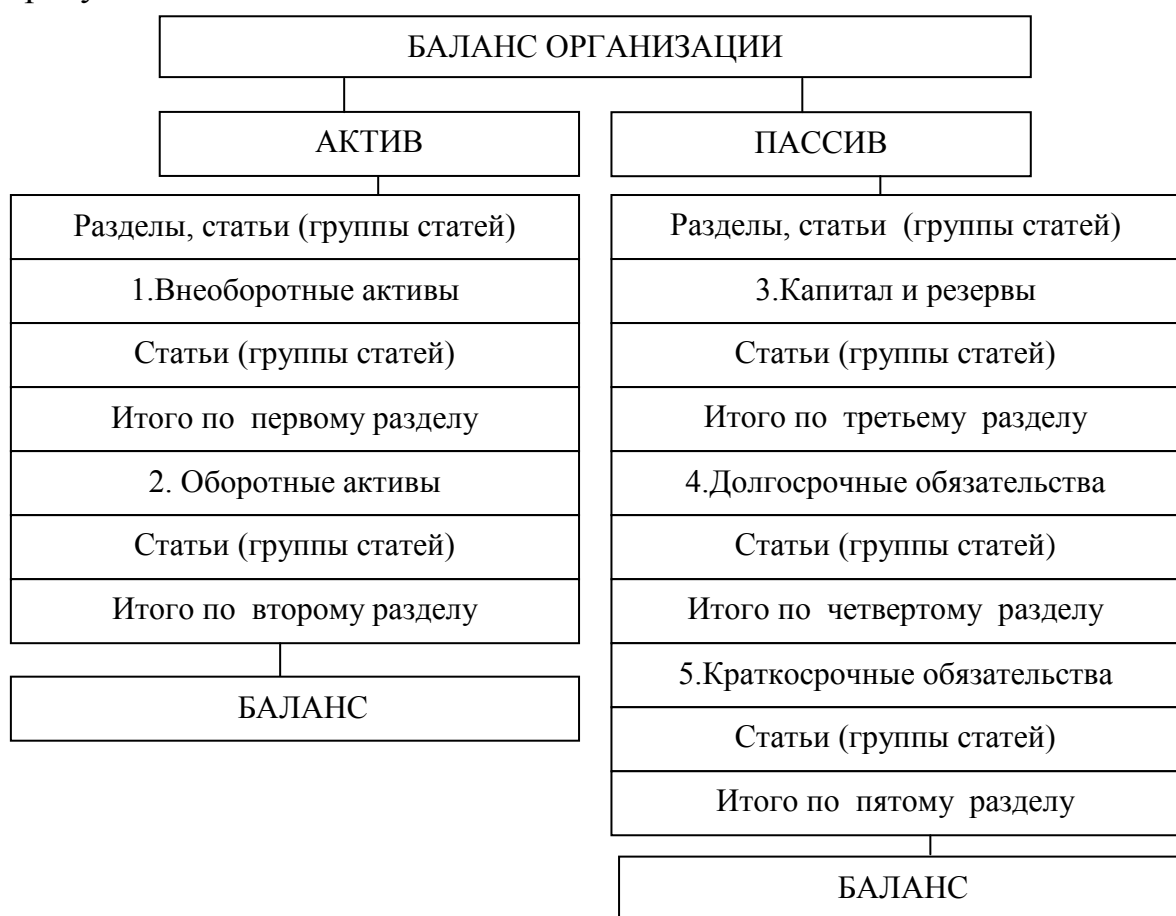 БАЛАНС ОРГАНИЗАЦИИ
АКТИВ
Разделы, статьи (группы статей)
1.Внеоборотные активы
Статьи (группы статей)
Итого по первому разделу
2. Оборотные активы
Статьи (группы статей)
Итого по второму разделу
БАЛАНС
ПАССИВ
Разделы, статьи (группы статей)
3.Капитал и резервы
Статьи (группы статей)
Итого по третьему разделу
4.Долгосрочные обязательства
Статьи (группы статей)
Итого по четвертому разделу
5.Краткосрочные обязательства
Статьи (группы статей)
Итого по пятому разделу
БАЛАНС